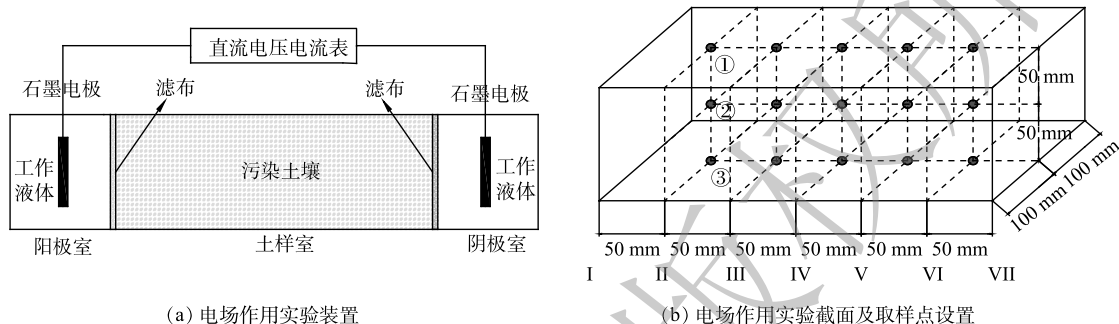 直流电压电流表
石墨电极
滤布
滤布
石墨电极
工作
液体
污染土壤
工作
液体
阳极室
土样室
阴极室
(a) 电场作用实验装置
①
②
③
50 mm
50 mm
100 mm
100 mm
50 mm
50 mm
50 mm
50 mm
50 mm
50 mm
I
II
III
IV
V
VI
VII
(b) 电场作用实验截面及取样点设置
版权所